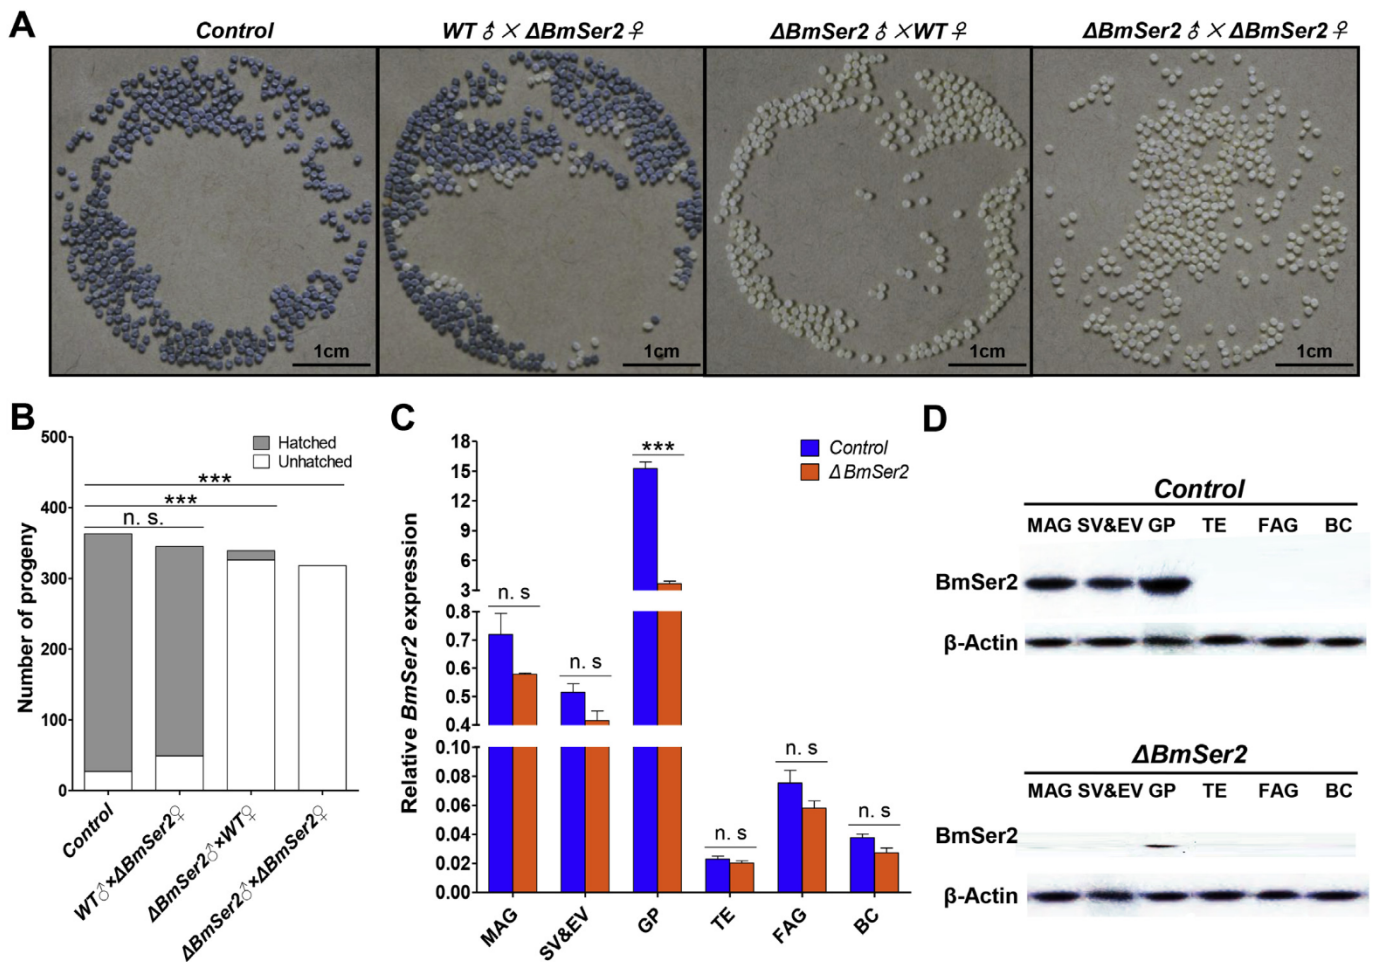 A
Control
WT ♂ × ΔBmSer2 ♀
ΔBmSer2 ♂ ×WT ♀
ΔBmSer2 ♂ × ΔBmSer2 ♀
1cm
1cm
1cm
1cm
B
Number of progeny
500
400
300
200
100
0
Hatched
Unhatched
***
***
n. s.
Control
WT♂×ΔBmSer2♀
ΔBmSer2♂×WT♀
ΔBmSer2♂×ΔBmSer2♀
C
Relative BmSer2 expression
18
15
12
9
6
3
0.8
0.7
0.6
0.5
0.4
0.10
0.08
0.06
0.04
0.02
0.00
Control
ΔBmSer2
n. s
n. s
***
n. s
n. s
n. s
MAG
SV&EV
GP
TE
FAG
BC
D
Control
MAG SV&EV GP TE FAG BC
BmSer2
β-Actin
ΔBmSer2
MAG SV&EV GP TE FAG BC
BmSer2
β-Actin